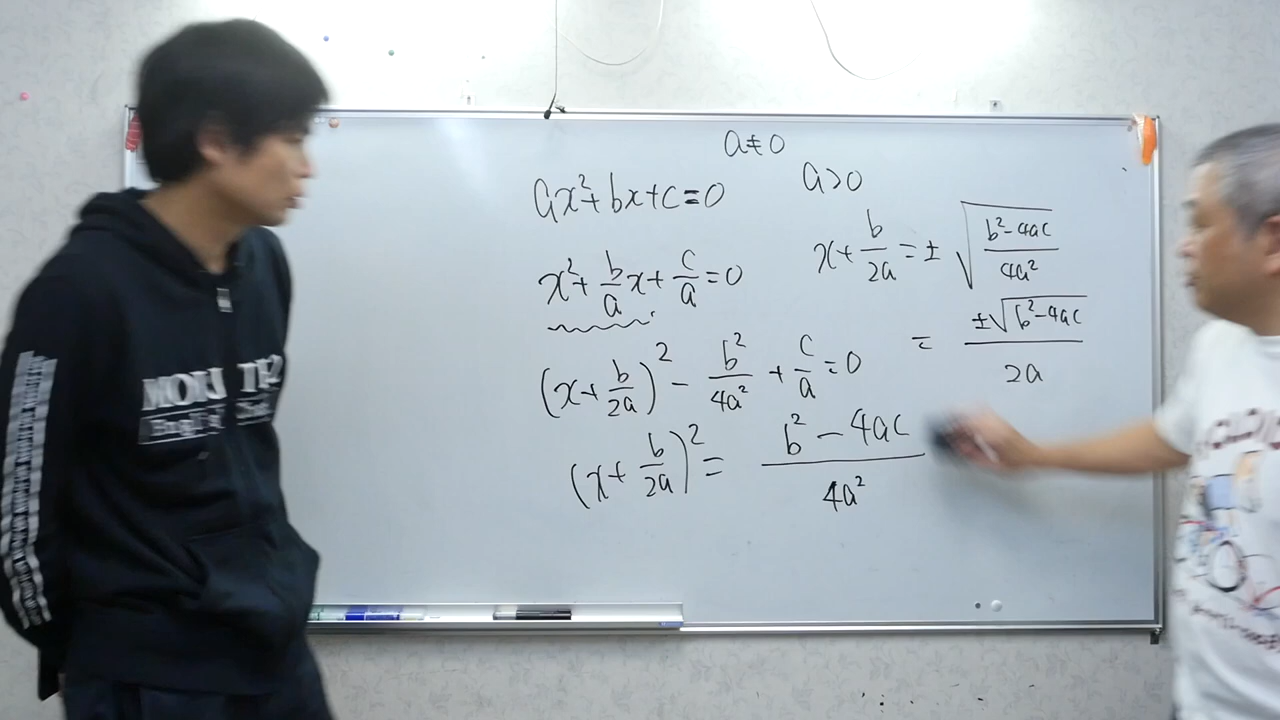 a≠0
ax²+bx+c=0
a>0
x²+b/a x+c/a=0
(x+b/2a)²-b²/4a²+c/a=0
(x+b/2a)²=b²-4ac/4a²
x+b/2a=±√b²-4ac/4a²
=±√b²-4ac/2a